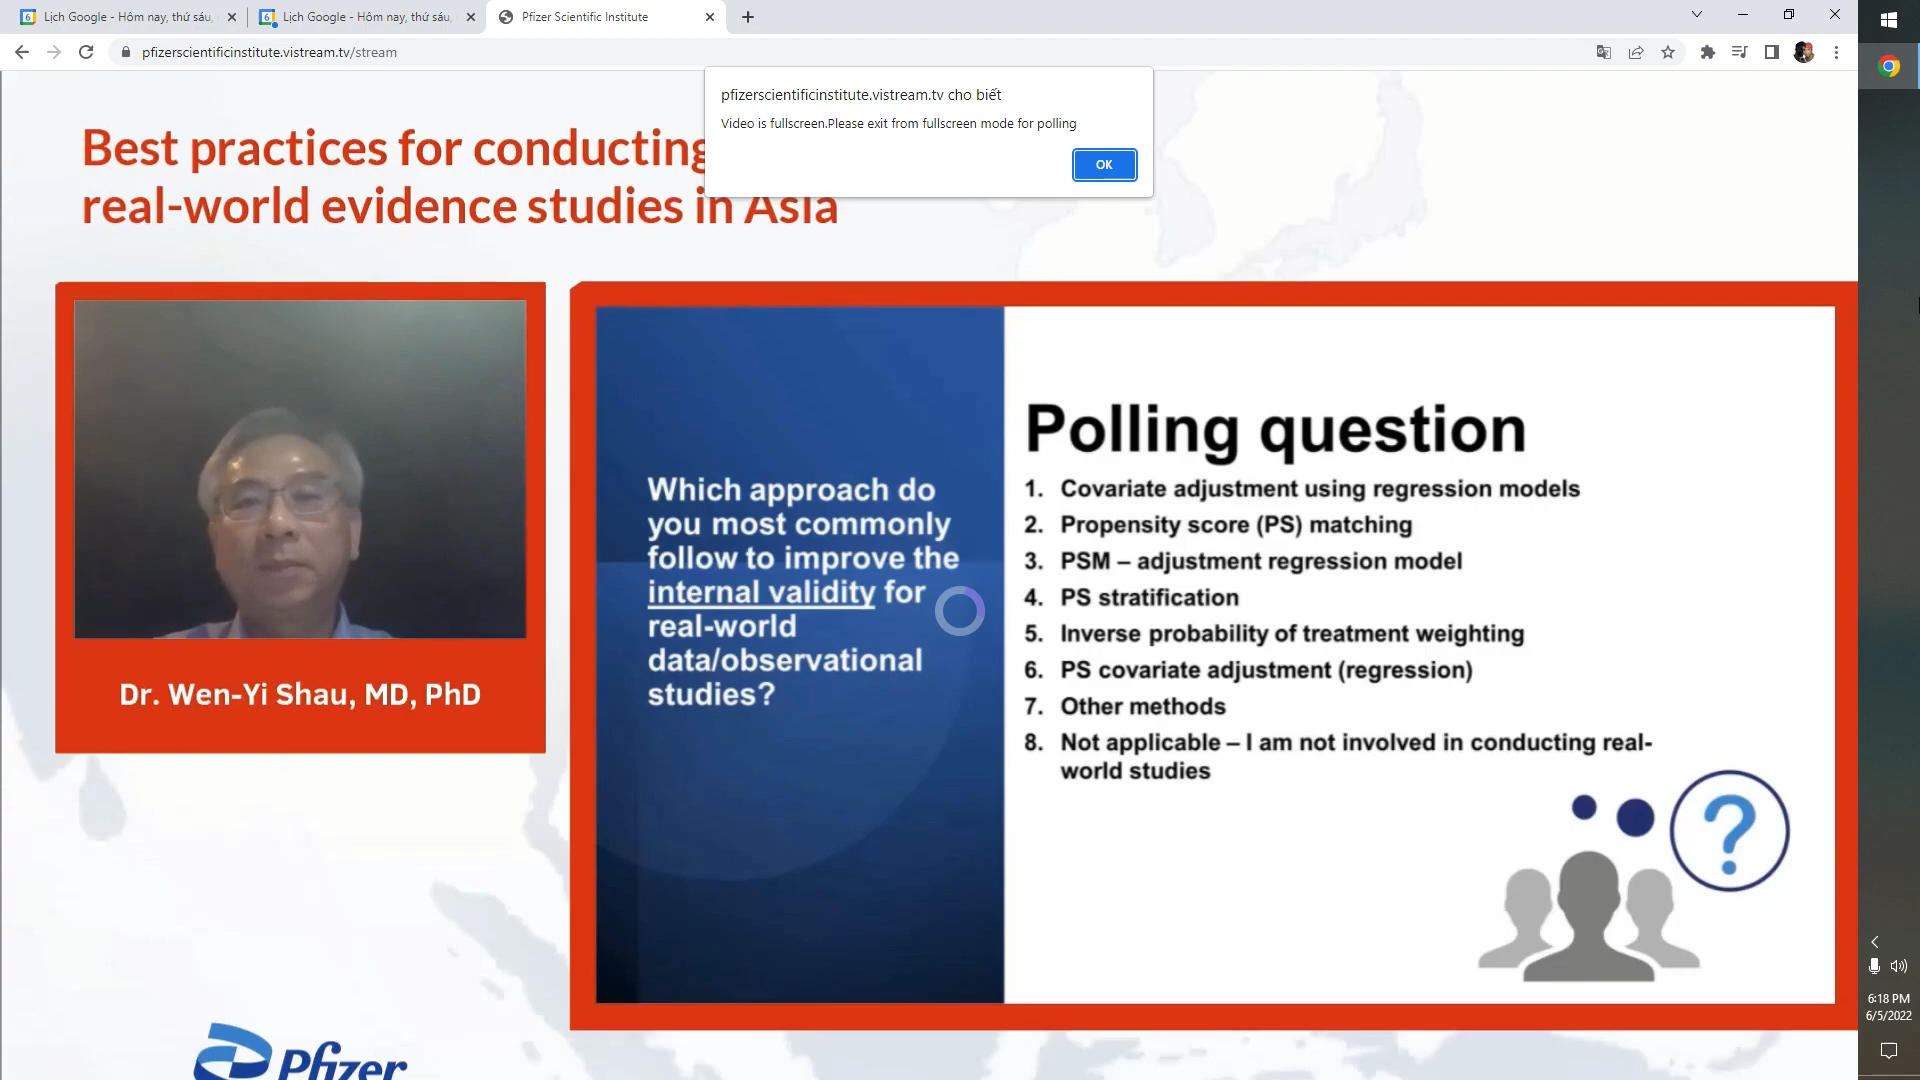 Lịch Google - Hôm nay, thứ sáu,
Lịch Google - Hôm nay, thứ sáu,
Pfizer Scientific Institute
pfizerscientificinstitute.vistream.tv/stream
pfizerscientificinstitute.vistream.tv cho biết
Video is fullscreen.Please exit from fullscreen mode for polling
OK
Best practices for conducting
real-world evidence studies in Asia
Dr. Wen-Yi Shau, MD, PhD
Which approach do
you most commonly
follow to improve the
internal validity for
real-world
data/observational
studies?
Polling question
1. Covariate adjustment using regression models
2. Propensity score (PS) matching
3. PSM – adjustment regression model
4. PS stratification
5. Inverse probability of treatment weighting
6. PS covariate adjustment (regression)
7. Other methods
8. Not applicable – I am not involved in conducting real-
world studies
?
Pfizer
6:18 PM
6/5/2022